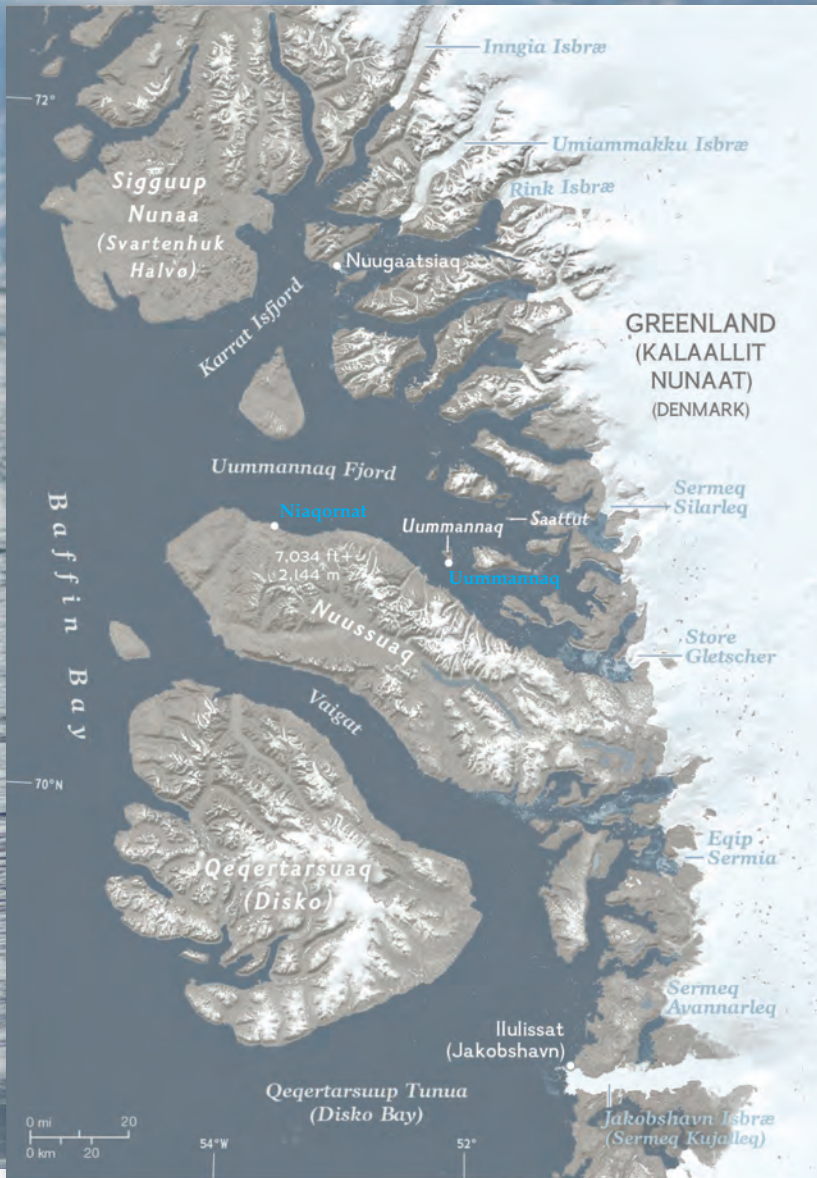 Inngia Isbræ
72°
Umiammakku Isbræ
Rink Isbræ
Sigguup
Nunaa
(Svartenhuk
Halvø)
Nuugaatsiaq
Karrat Isfjord
GREENLAND
(KALAALLIT
NUNAAT)
(DENMARK)
Uummannaq Fjord
Sermeq
Silarleq
Baffin Bay
Niaqornat
Uummannaq
Saattut
7,034 ft+
2,144 m
Uummannaq
Nuussuaq
Store
Gletscher
Vaigat
70°N
Eqip
Sermia
Qeqertarsuaq
(Disko)
Sermeq
Avannarleq
Ilulissat
(Jakobshavn)
Qeqertarsuup Tunua
(Disko Bay)
Jakobshavn Isbræ
(Sermeq Kujalleq)
0 mi 20
0 km 20
54°W
52°